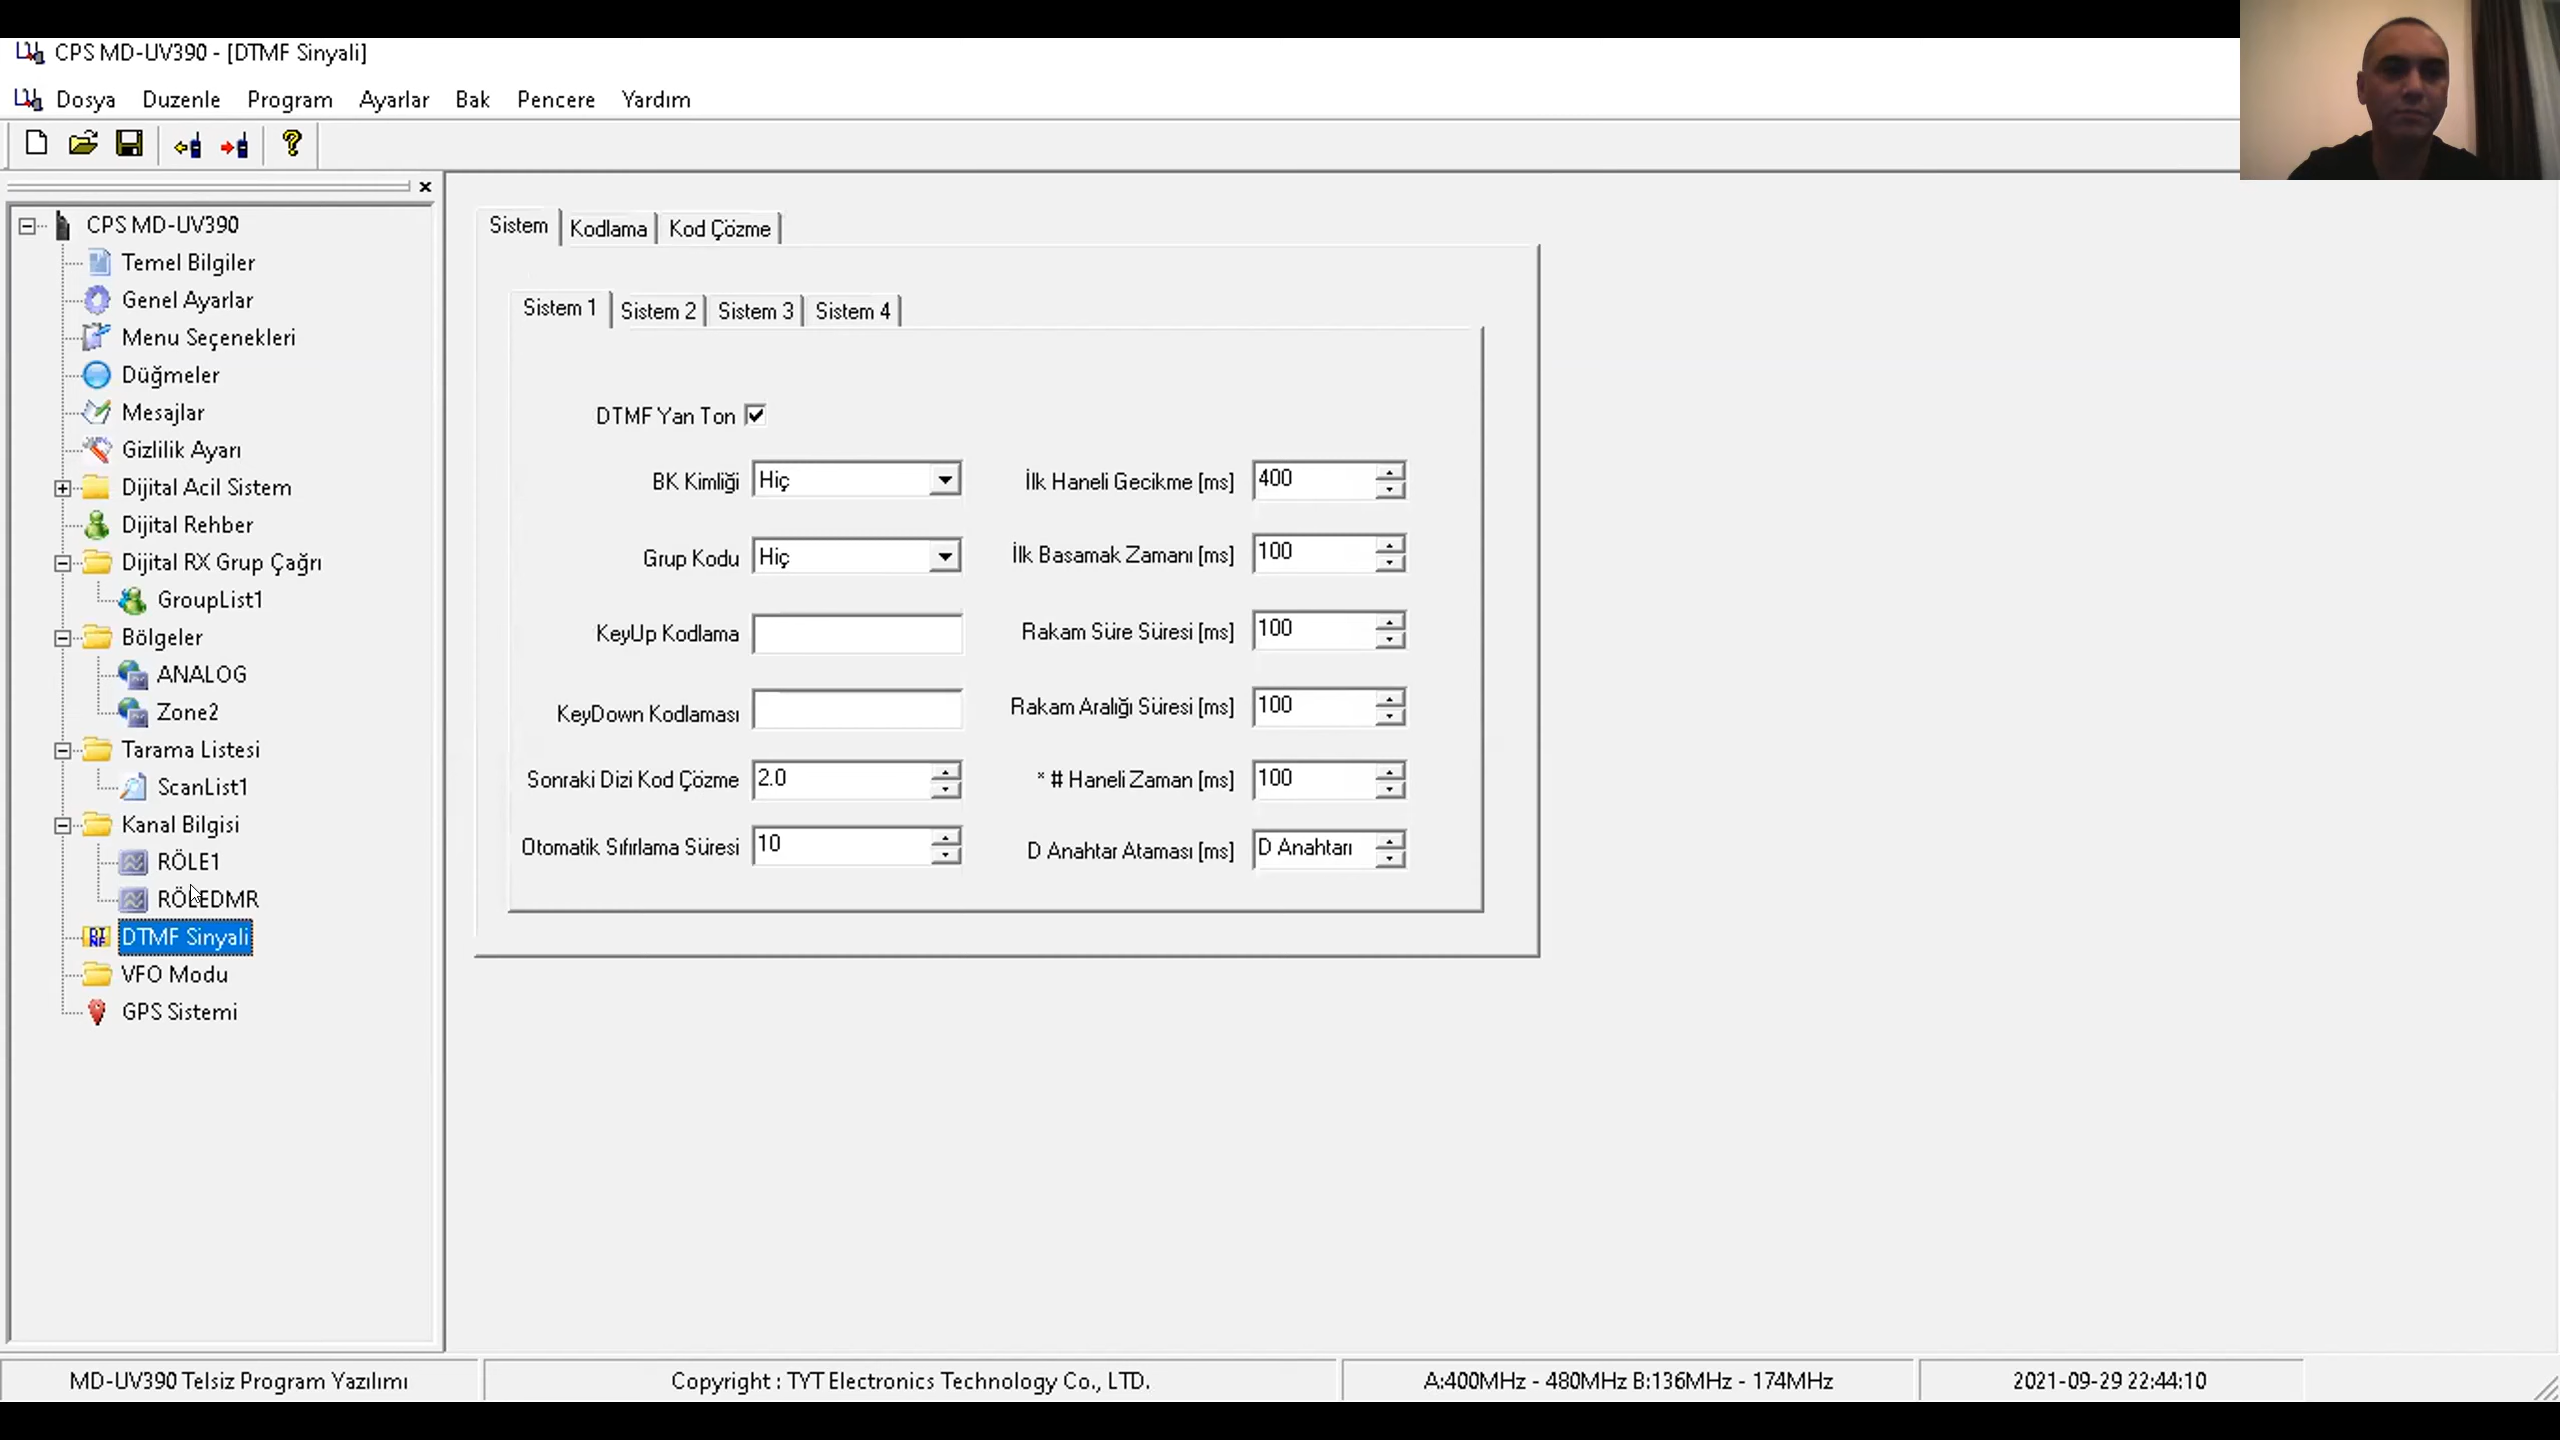 CPS MD-UV390 - [DTMF Sinyali]
Dosya Duzenle Program Ayarlar Bak Pencere Yardım
CPS MD-UV390
Temel Bilgiler
Genel Ayarlar
Menu Seçenekleri
Düğmeler
Mesajlar
Gizlilik Ayarı
Dijital Acil Sistem
Dijital Rehber
Dijital RX Grup Çağrı
GroupList1
Bölgeler
ANALOG
Zone2
Tarama Listesi
ScanList1
Kanal Bilgisi
RÖLE1
RÖLEDMR
DTMF Sinyali
VFO Modu
GPS Sistemi
Sistem Kodlama Kod Çözme
Sistem 1 Sistem 2 Sistem 3 Sistem 4
DTMF Yan Ton
BK Kimliği Hiç İlk Haneli Gecikme [ms] 400
Grup Kodu Hiç İlk Basamak Zamanı [ms] 100
KeyUp Kodlama Rakam Süre Süresi [ms] 100
KeyDown Kodlaması Rakam Aralığı Süresi [ms] 100
Sonraki Dizi Kod Çözme 2.0 * # Haneli Zaman [ms] 100
Otomatik Sıfırlama Süresi 10 D Anahtar Ataması [ms] D Anahtarı
MD-UV390 Telsiz Program Yazılımı Copyright : TYT Electronics Technology Co., LTD. A:400MHz - 480MHz B:136MHz - 174MHz 2021-09-29 22:44:10